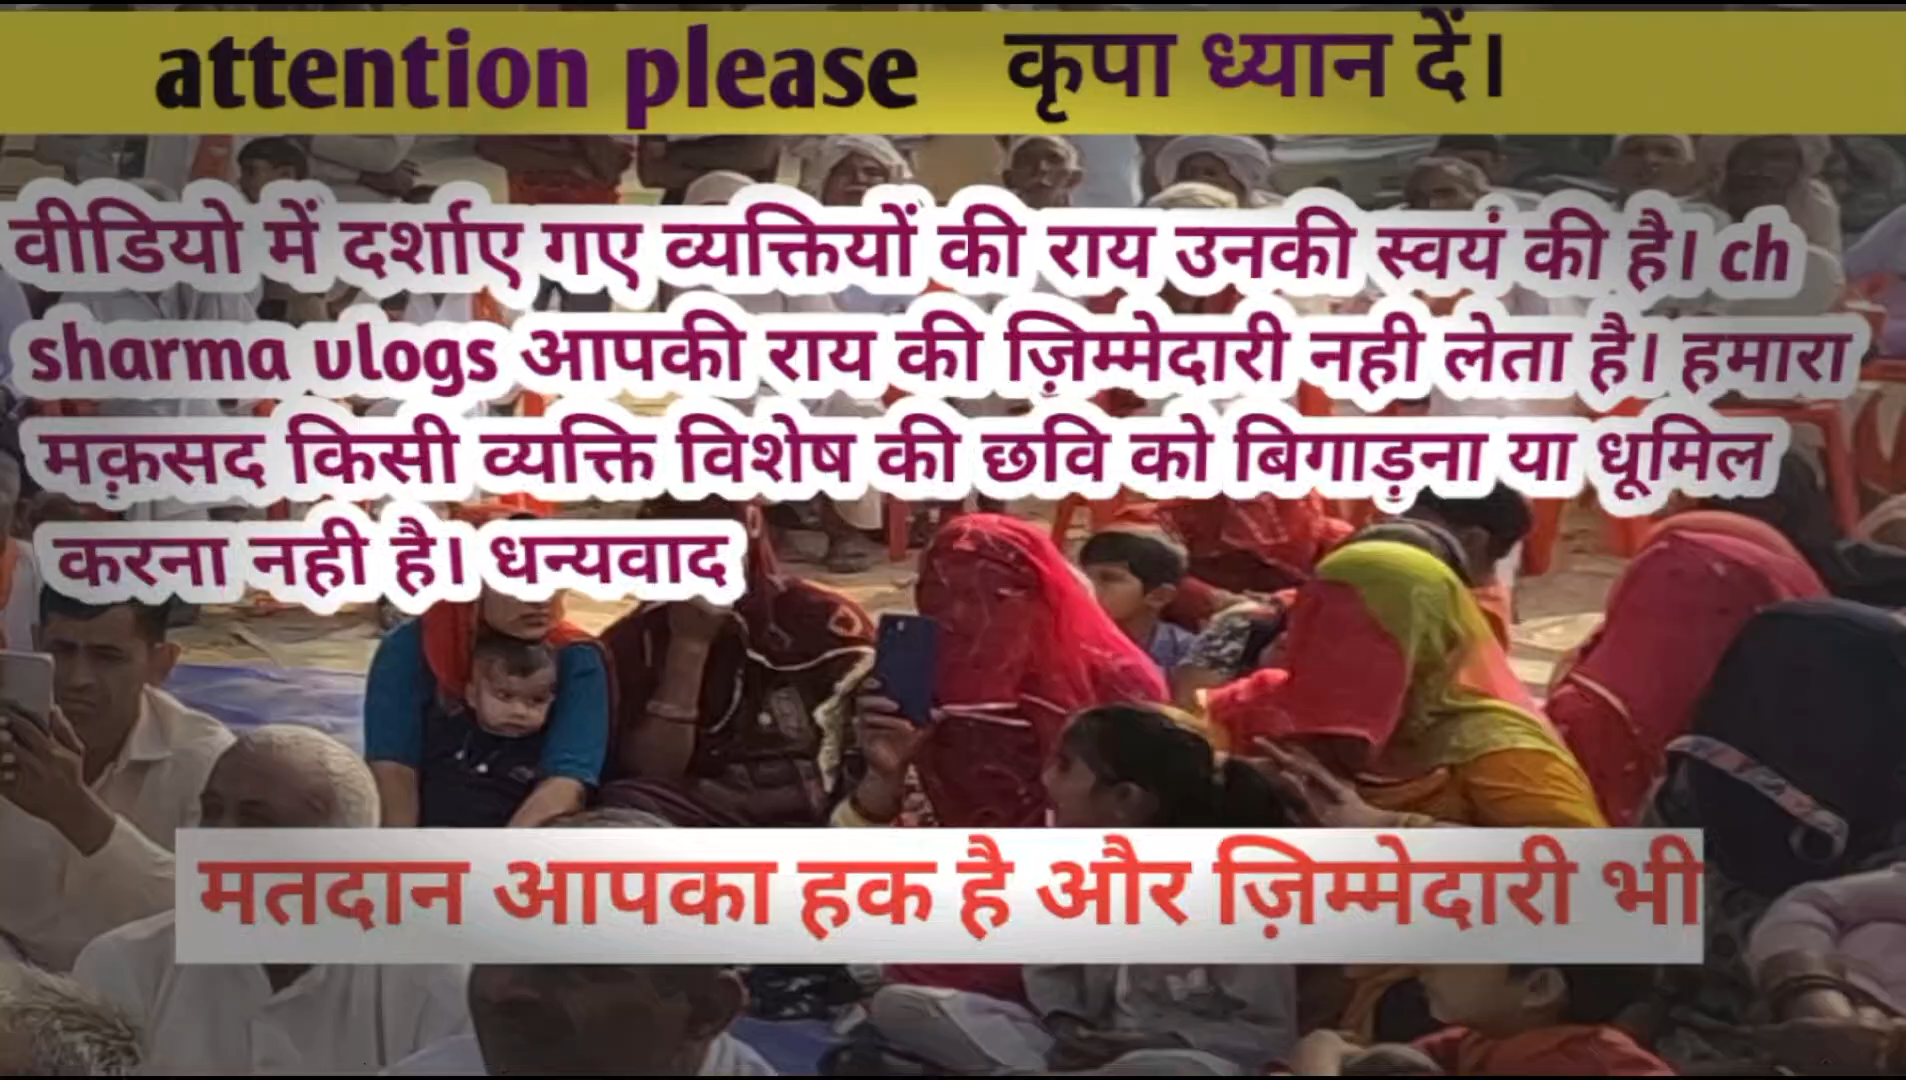 attention please कृपा ध्यान दें।
वीडियो में दर्शाए गए व्यक्तियों की राय उनकी स्वयं की है। ch
sharma vlogs आपकी राय की ज़िम्मेदारी नही लेता है। हमारा
मक़सद किसी व्यक्ति विशेष की छवि को बिगाड़ना या धूमिल
करना नही है। धन्यवाद
मतदान आपका हक है और ज़िम्मेदारी भी